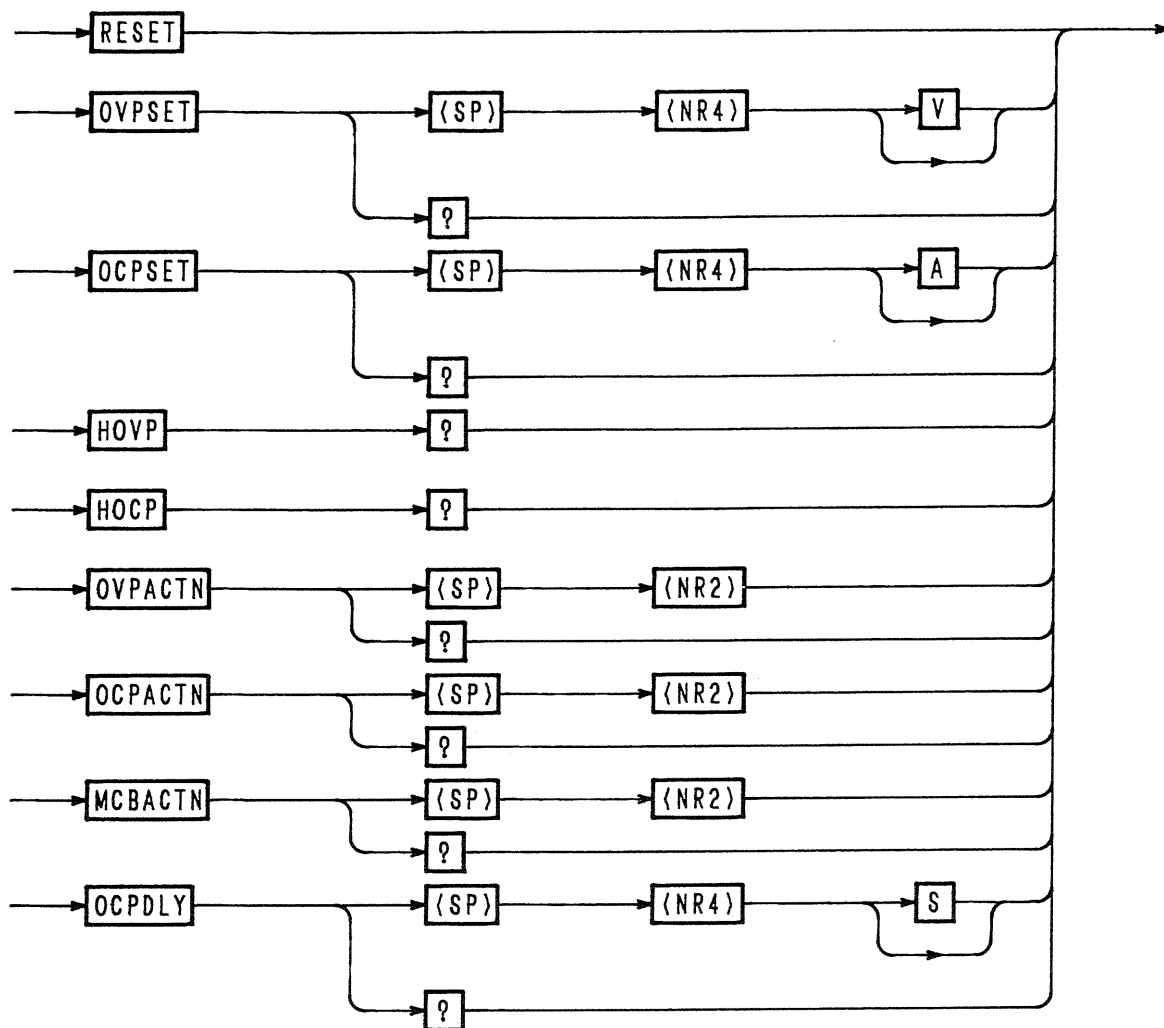 RESET
OVPSET ⟨SP⟩ ⟨NR4⟩ V
?
OCPSET ⟨SP⟩ ⟨NR4⟩ A
?
HOVP ?
HOCP ?
OVPACTN ⟨SP⟩ ⟨NR2⟩
?
OCPACTN ⟨SP⟩ ⟨NR2⟩
?
MCBACTN ⟨SP⟩ ⟨NR2⟩
?
OCPDLY ⟨SP⟩ ⟨NR4⟩ S
?